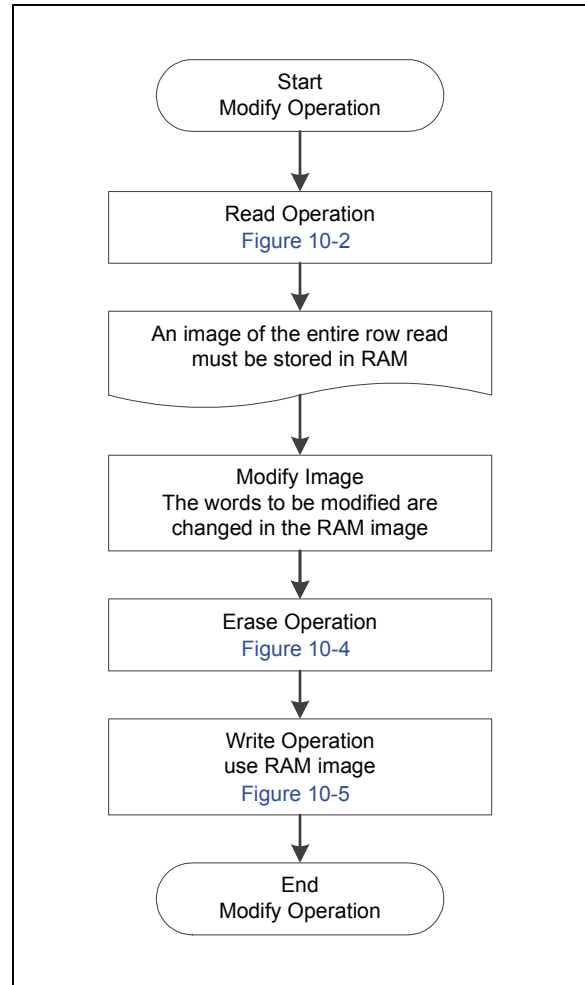 Start
Modify Operation
Read Operation
Figure 10-2
An image of the entire row read
must be stored in RAM
Modify Image
The words to be modified are
changed in the RAM image
Erase Operation
Figure 10-4
Write Operation
use RAM image
Figure 10-5
End
Modify Operation